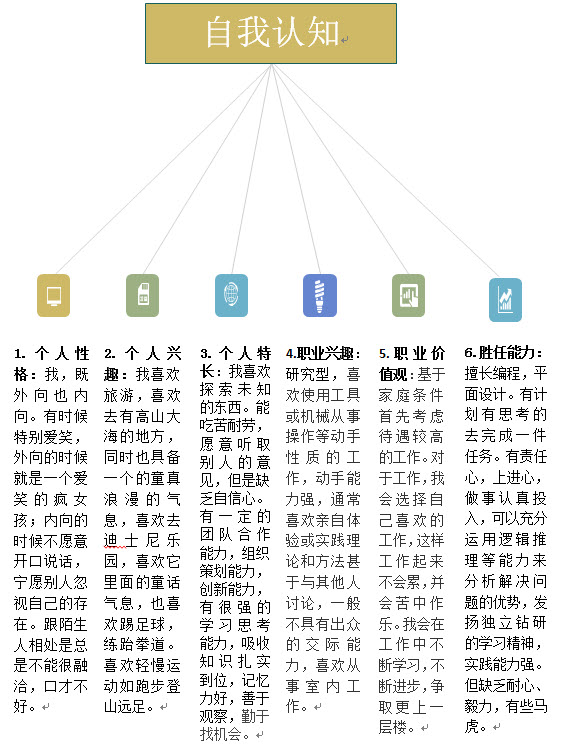 自我认知
1.个人性
格：我，既
外向也内
向。有时候
特别爱笑，
外向的时候
就是一个爱
笑的疯女
孩；内向的
时候不愿意
开口说话，
宁愿别人忽
视自己的存
在。跟陌生
人相处是总
是不能很融
洽，口才不
好。
2.个人兴
趣：我喜欢
旅游，喜欢
去有高山大
海的地方，
同时也具备
一个的童真
浪漫的气
息，喜欢去
迪士尼乐
园，喜欢它
里面的童话
气息，也喜
欢踢足球，
练跆拳道。
喜欢轻慢运
动如跑步登
山远足。
3.个人特
长：我喜欢
探索未知
的东西。能
吃苦耐劳，
愿意听取
别人的意
见，但是缺
乏自信心。
有一定的
团队合作
能力，组织
策划能力，
创新能力，
有很强的
学习思考
能力，吸收
知识扎实
到位，记忆
力好，善于
观察，勤于
找机会。
4.职业兴趣：
研究型，喜
欢使用工具
或机械从事
操作等动手
性质的工
作，动手能
力强，通常
喜欢亲自体
验或实践理
论和方法甚
于与其他人
讨论，一般
不具有出众
的交际能
力，喜欢从
事室内工
作。
5.职业价
值观：基于
家庭条件
首先考虑
待遇较高
的工作。对
于工作，我
会选择自
己喜欢的
工作，这样
工作起来
不会累，并
会苦中作
乐。我会在
工作中不
断学习，不
断进步，争
取更上一
层楼。
6.胜任能力：
擅长编程，平
面设计。有计
划有思考的
去完成一件
任务。有责任
心，上进心，
做事认真投
入，可以充分
运用逻辑推
理等能力来
分析解决问
题的优势，发
扬独立钻研
的学习精神，
实践能力强。
但缺乏耐心、
毅力，有些马
虎。